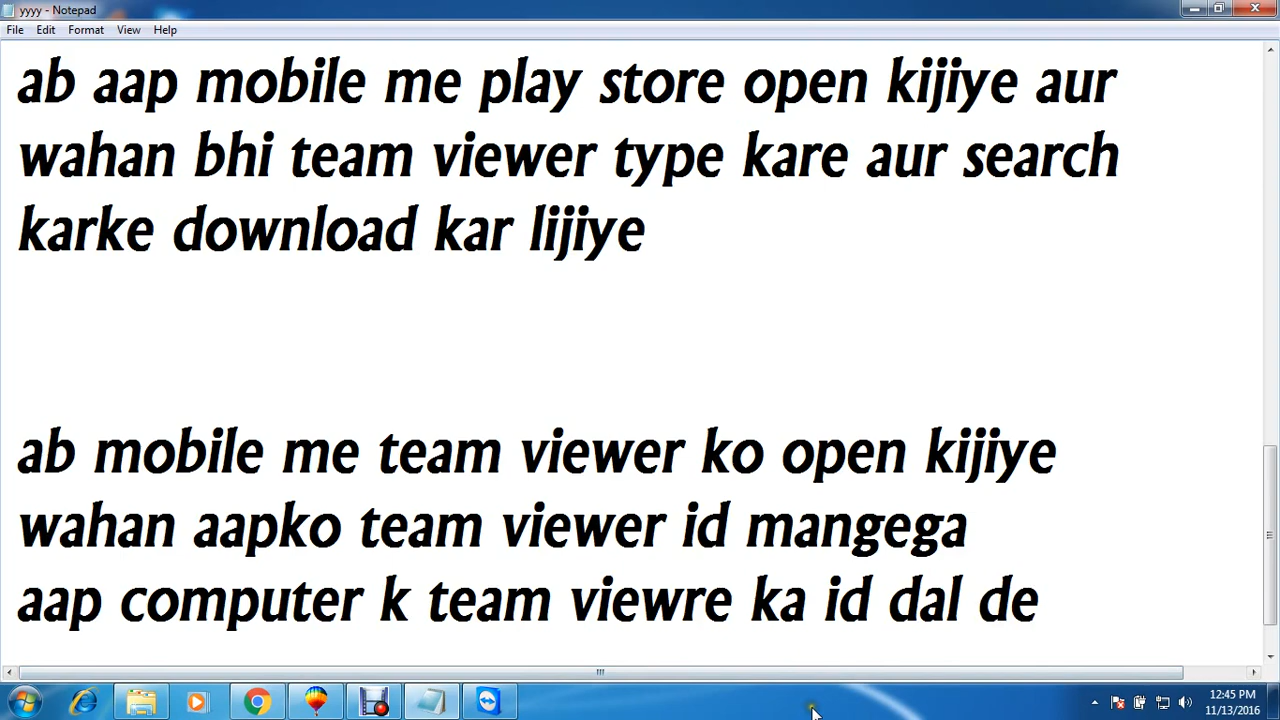 yyyy - Notepad
File Edit Format View Help
ab aap mobile me play store open kijiye aur
wahan bhi team viewer type kare aur search
karke download kar lijiye
ab mobile me team viewer ko open kijiye
wahan aapko team viewer id mangega
aap computer k team viewre ka id dal de
12:45 PM
11/13/2016